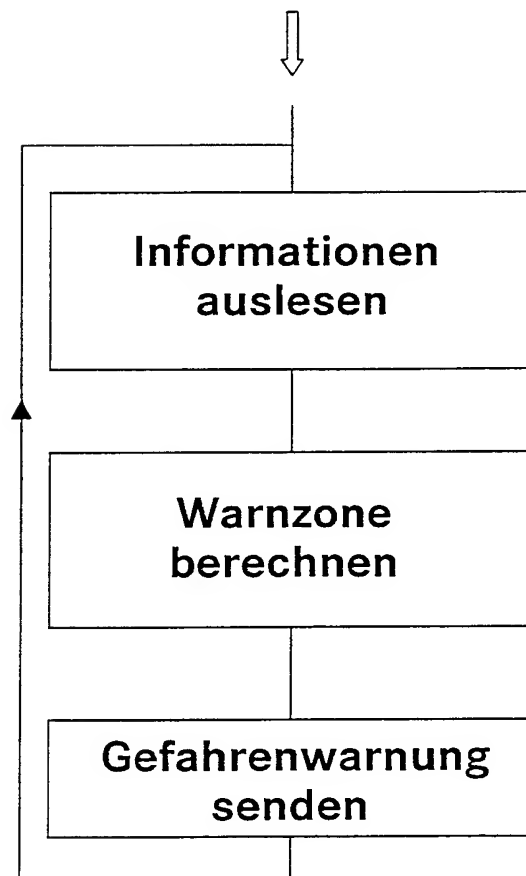 Informationen
auslesen
Warnzone
berechnen
Gefahrenwarnung
senden